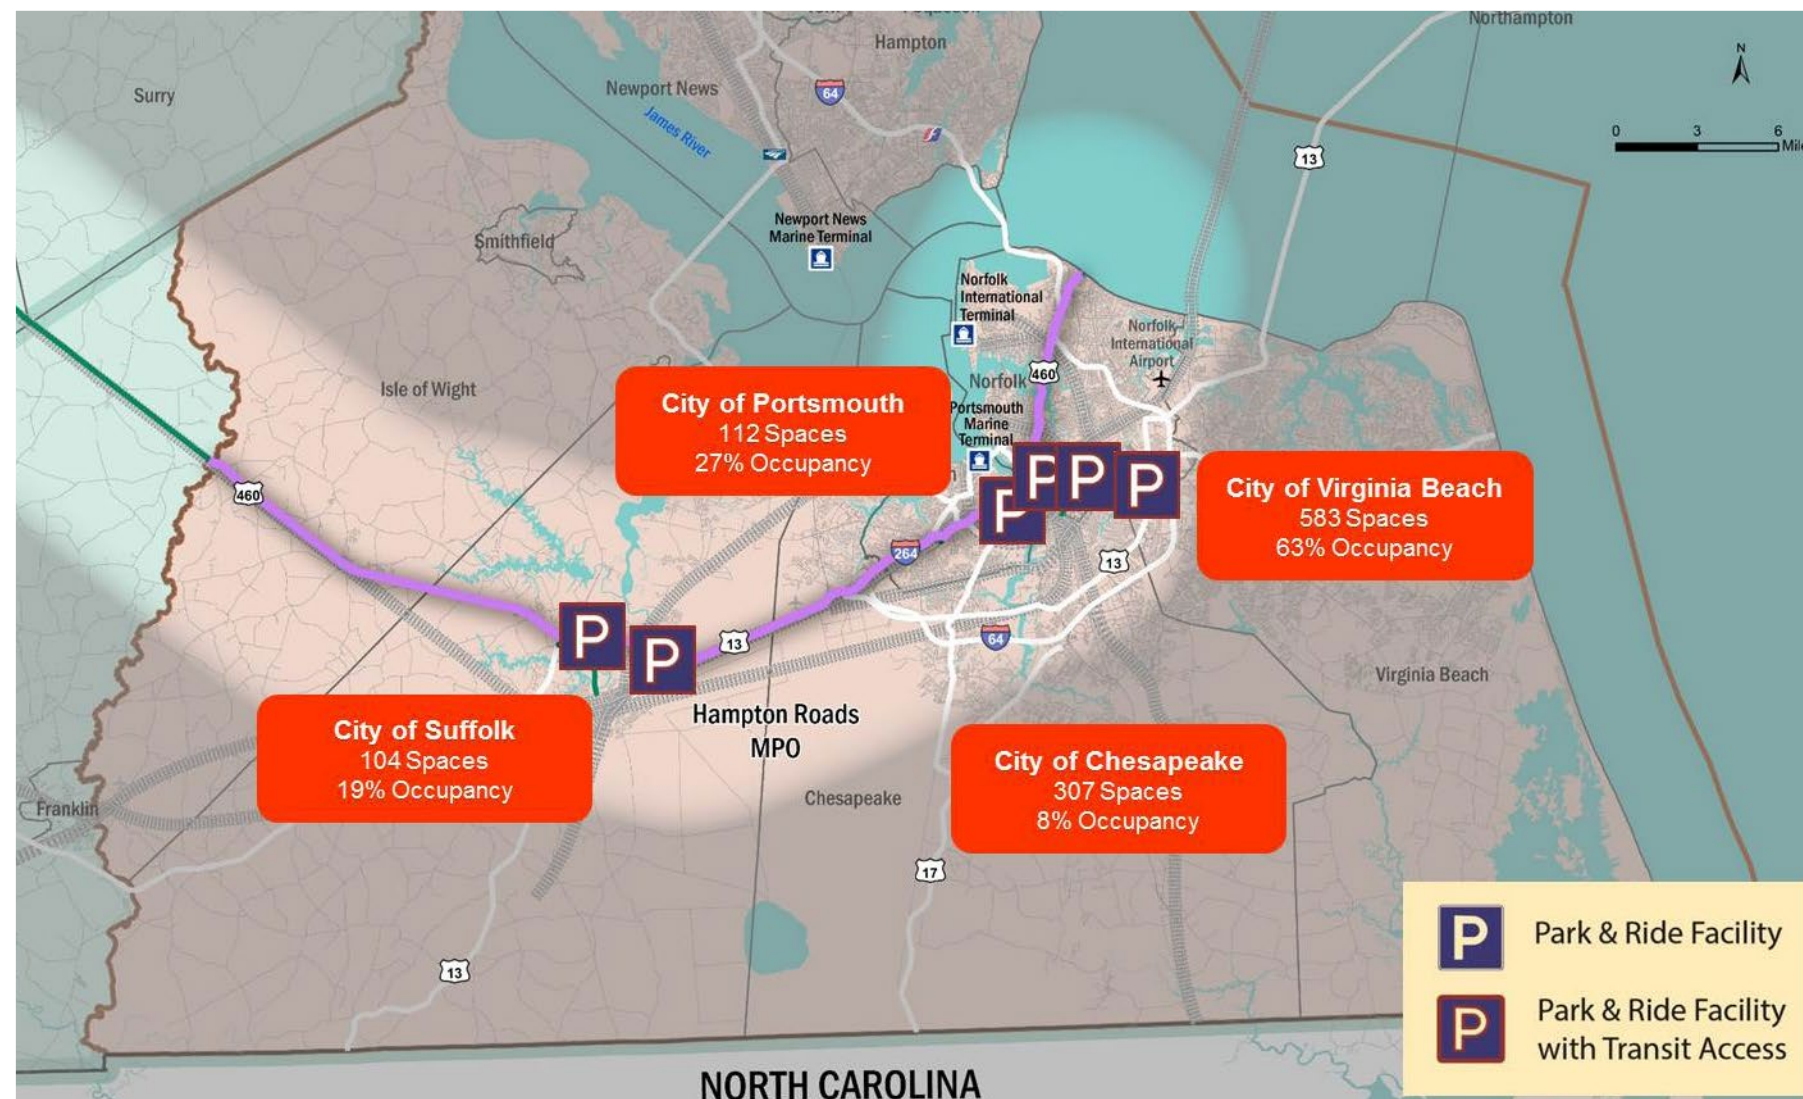 Northampton
Hampton
Surry
Newport News
64
James River
N
0 3 6
13
Newport News
Marine Terminal
Smithfield
Norfolk
International
Terminal
Norfolk
International
Airport
Isle of Wight
460
Norfolk
City of Portsmouth
112 Spaces
27% Occupancy
Portsmouth
Marine
Terminal
P
P
P
P
City of Virginia Beach
583 Spaces
63% Occupancy
460
264
13
P
P
13
64
Virginia Beach
City of Suffolk
104 Spaces
19% Occupancy
Hampton Roads
MPO
City of Chesapeake
307 Spaces
8% Occupancy
Franklin
Chesapeake
17
13
P
Park & Ride Facility
P
Park & Ride Facility
with Transit Access
NORTH CAROLINA